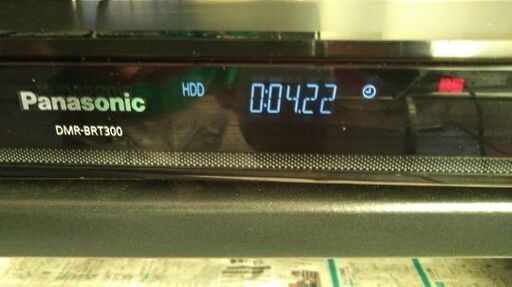 Panasonic
HDD
0:04.22
DMR-BRT300